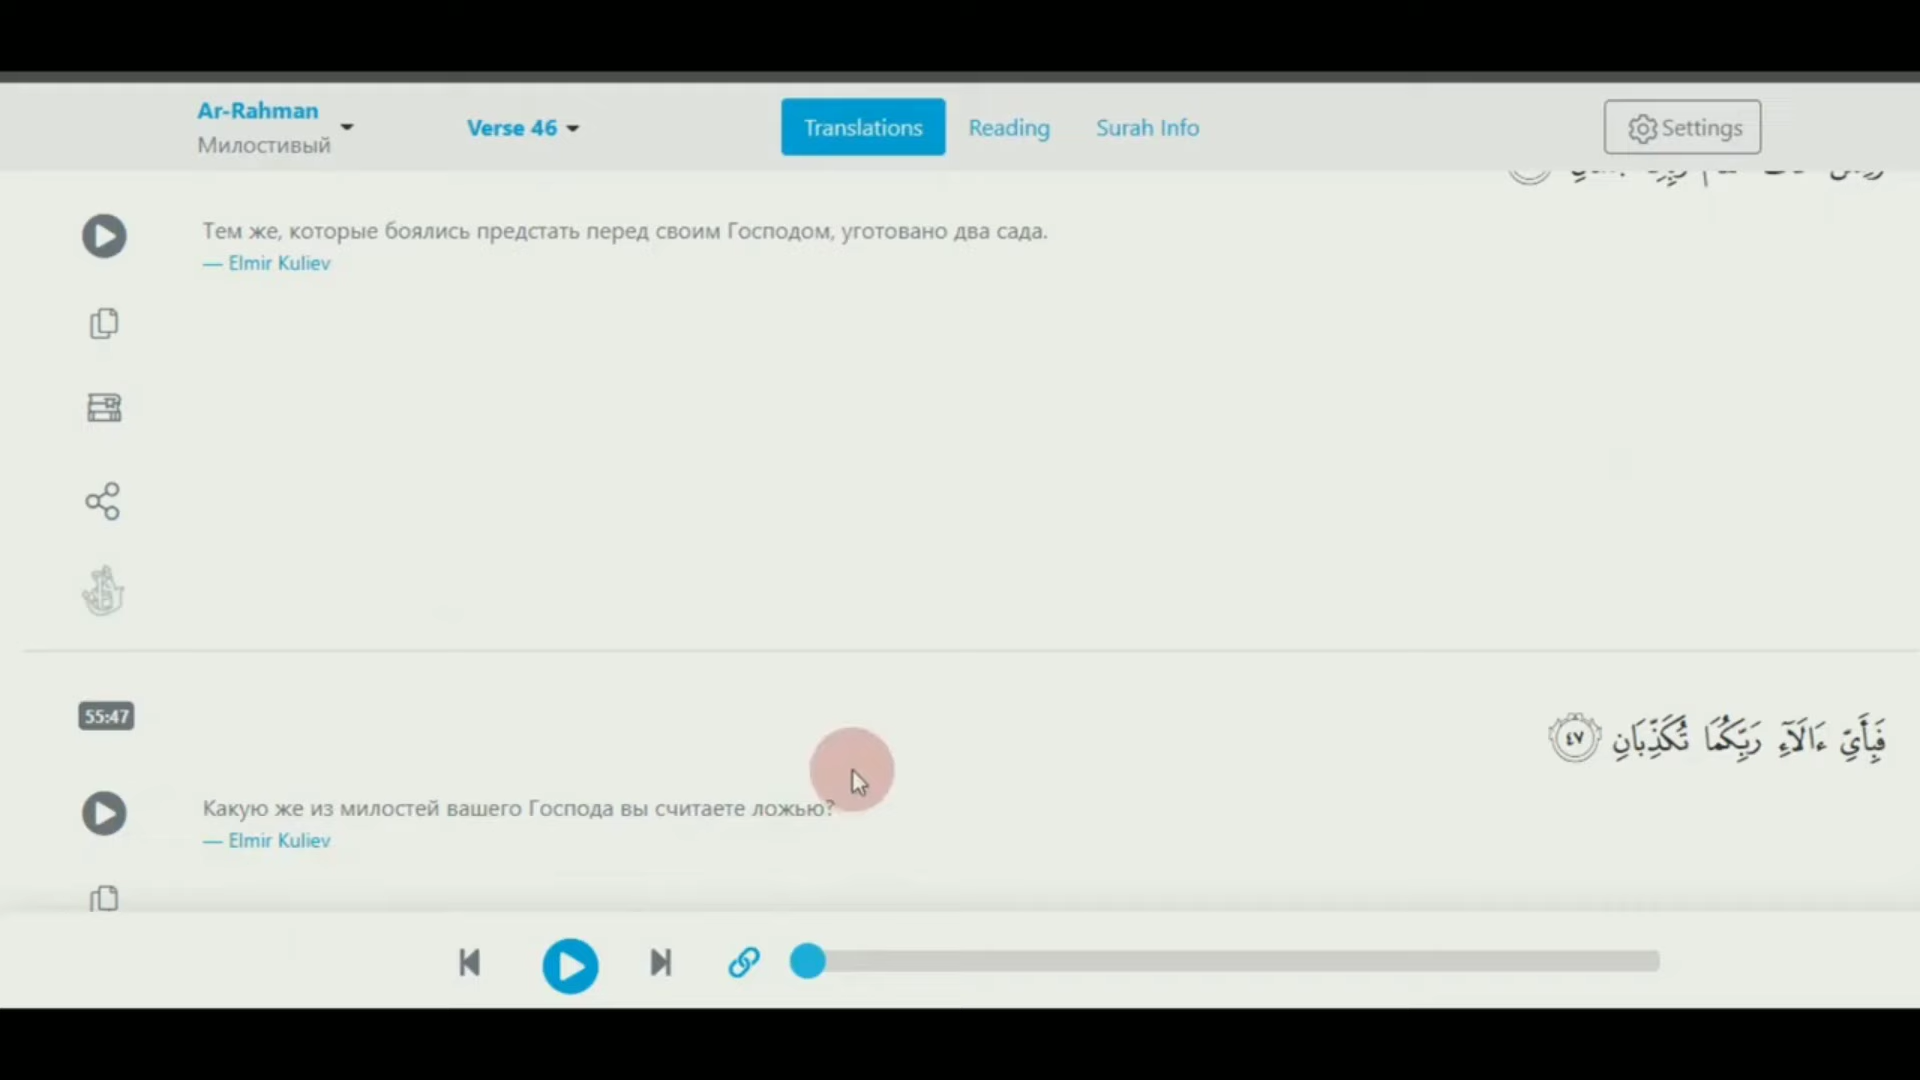 Ar-Rahman
Милостивый
Verse 46
Translations
Reading
Surah Info
Settings
Тем же, которые боялись предстать перед своим Господом, уготовано два сада.
— Elmir Kuliev
55:47
فَبِأَيِّ ءَالَآءِ رَبِّكُمَا تُكَذِّبَانِ ٤٧
Какую же из милостей вашего Господа вы считаете ложью?
— Elmir Kuliev